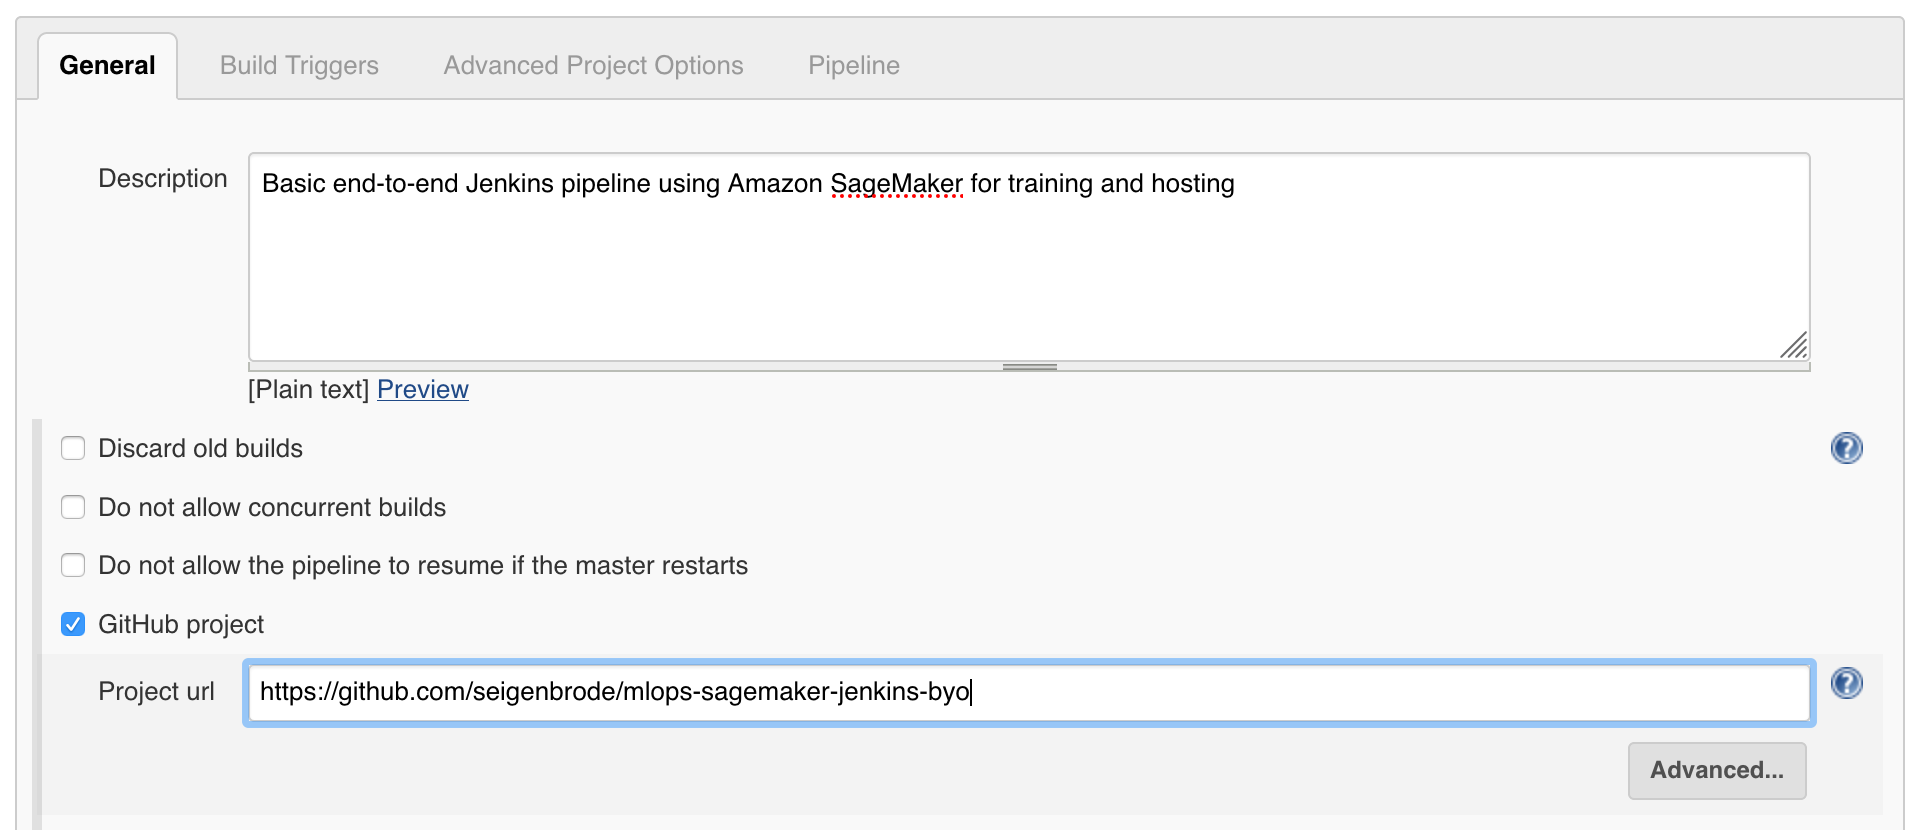 General Build Triggers Advanced Project Options Pipeline
Description Basic end-to-end Jenkins pipeline using Amazon SageMaker for training and hosting
[Plain text] Preview
Discard old builds ?
Do not allow concurrent builds
Do not allow the pipeline to resume if the master restarts
GitHub project
Project url https://github.com/seigenbrode/mlops-sagemaker-jenkins-byo ?
Advanced...